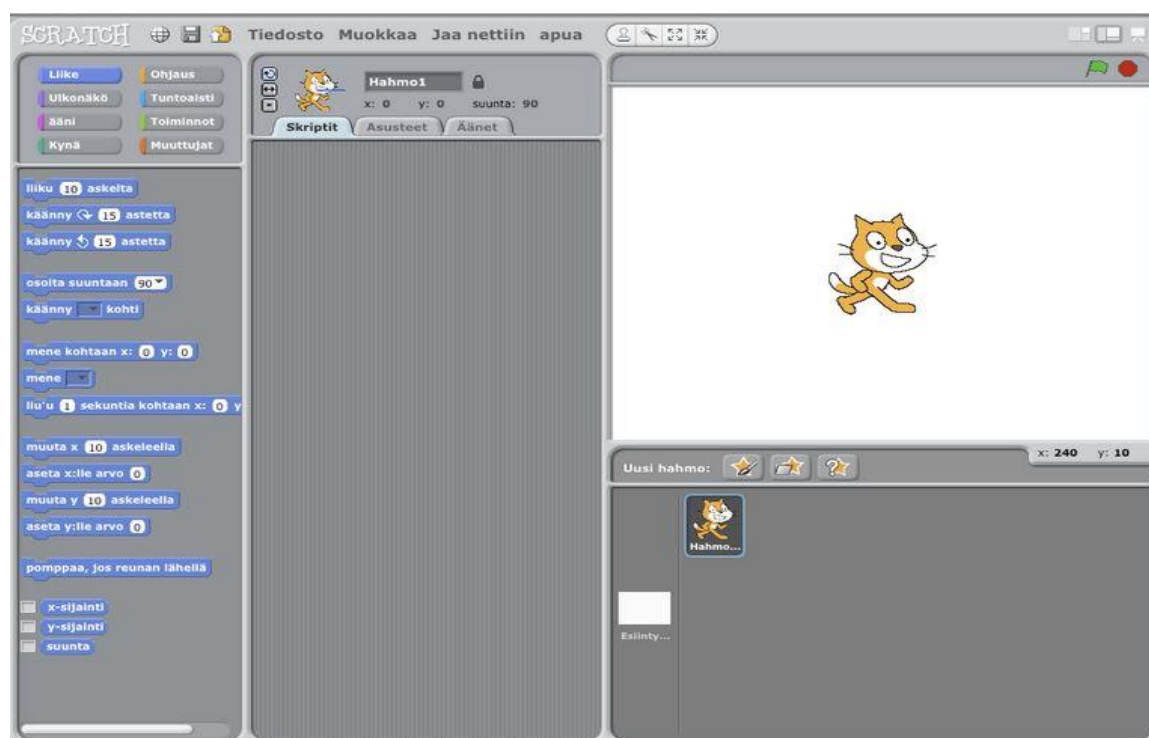 SCRATCH Tiedosto Muokkaa Jaa nettiin apua
Liike Ohjaus
Ulkonäkö Tuntoaisti
ääni Toiminnot
Kynä Muuttujat
liiku 10 askelta
käänny 15 astetta
käänny 15 astetta
osoita suuntaan 90
käänny kohti
mene kohtaan x: 0 y: 0
mene
liu'u 1 sekuntia kohtaan x: 0 y
muuta x 10 askeleella
aseta x:lle arvo 0
muuta y 10 askeleella
aseta y:lle arvo 0
pomppaa, jos reunan lähellä
x-sijainti
y-sijainti
suunta
Hahmo1
x: 0 y: 0 suunta: 90
Skriptit Asusteet Äänet
x: 240 y: 10
Uusi hahmo:
Hahmo...
Esiinty...